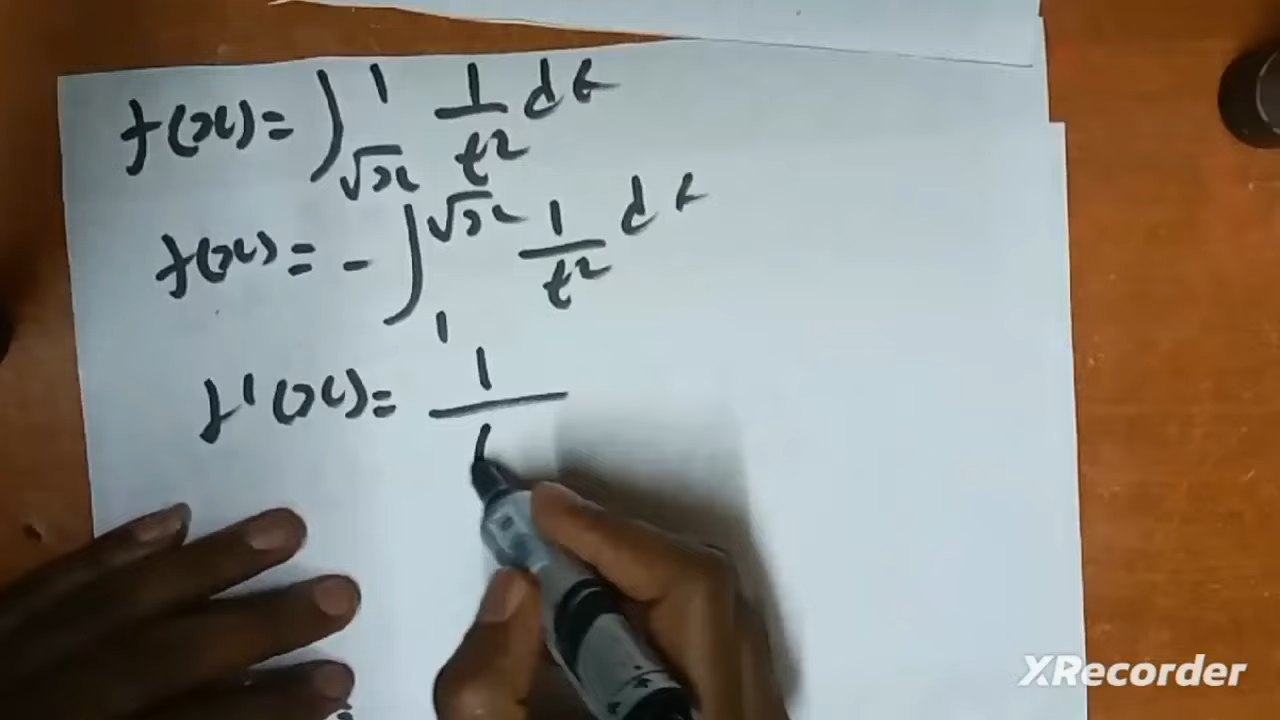 f(x) = ∫_{√x}^{1} 1/t² dt
f(x) = - ∫_{1}^{√x} 1/t² dt
f'(x) = 1/(
XRecorder